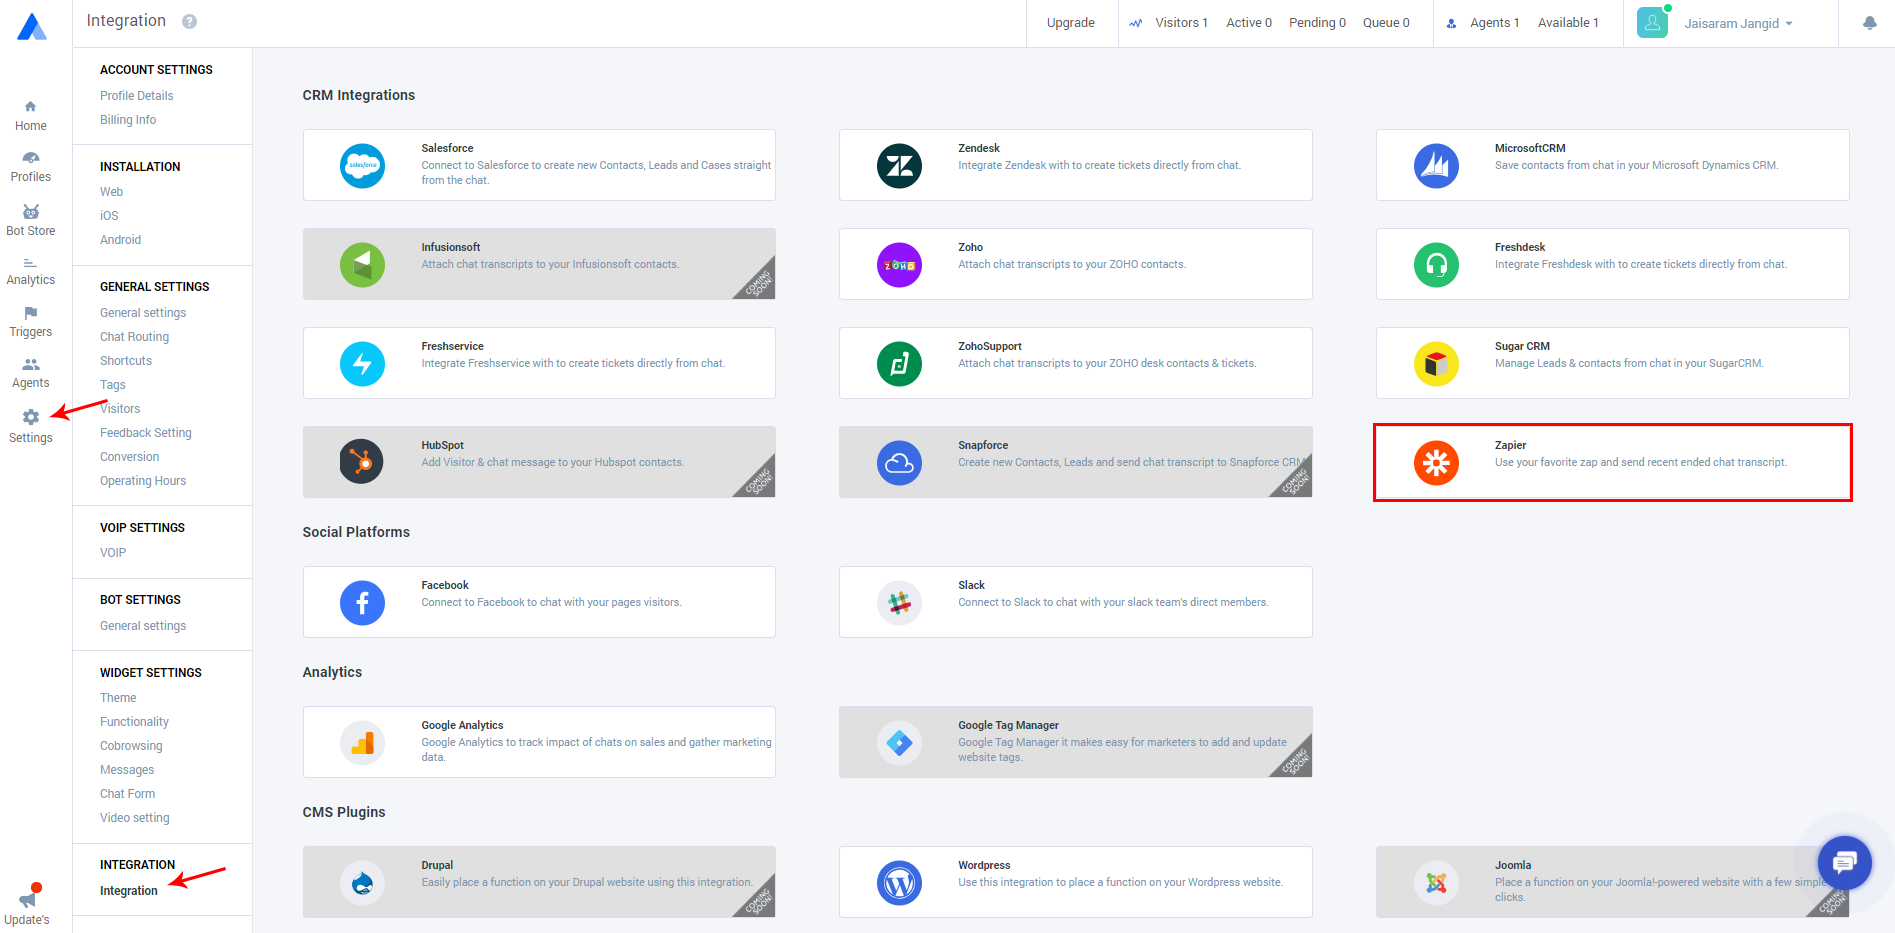 Integration ?
Upgrade
Visitors 1 Active 0 Pending 0 Queue 0
Agents 1 Available 1
Jaisaram Jangid
Home
Profiles
Bot Store
Analytics
Triggers
Agents
Settings
Update's
ACCOUNT SETTINGS
Profile Details
Billing Info
INSTALLATION
Web
iOS
Android
GENERAL SETTINGS
General settings
Chat Routing
Shortcuts
Tags
Visitors
Feedback Setting
Conversion
Operating Hours
VOIP SETTINGS
VOIP
BOT SETTINGS
General settings
WIDGET SETTINGS
Theme
Functionality
Cobrowsing
Messages
Chat Form
Video setting
INTEGRATION
Integration
CRM Integrations
salesforce
Salesforce
Connect to Salesforce to create new Contacts, Leads and Cases straight
from the chat.
Zendesk
Integrate Zendesk with to create tickets directly from chat.
MicrosoftCRM
Save contacts from chat in your Microsoft Dynamics CRM.
Infusionsoft
Attach chat transcripts to your Infusionsoft contacts.
COMING
SOON!
ZOHO
Zoho
Attach chat transcripts to your ZOHO contacts.
Freshdesk
Integrate Freshdesk with to create tickets directly from chat.
Freshservice
Integrate Freshservice with to create tickets directly from chat.
ZohoSupport
Attach chat transcripts to your ZOHO desk contacts & tickets.
Sugar CRM
Manage Leads & contacts from chat in your SugarCRM.
HubSpot
Add Visitor & chat message to your Hubspot contacts.
COMING
SOON!
Snapforce
Create new Contacts, Leads and send chat transcript to Snapforce CRM
COMING
SOON!
Zapier
Use your favorite zap and send recent ended chat transcript.
Social Platforms
Facebook
Connect to Facebook to chat with your pages visitors.
Slack
Connect to Slack to chat with your slack team's direct members.
Analytics
Google Analytics
Google Analytics to track impact of chats on sales and gather marketing
data.
Google Tag Manager
Google Tag Manager it makes easy for marketers to add and update
website tags.
COMING
SOON!
CMS Plugins
Drupal
Easily place a function on your Drupal website using this integration.
COMING
SOON!
Wordpress
Use this integration to place a function on your Wordpress website.
Joomla
Place a function on your Joomla!-powered website with a few simple
clicks.
COMING
SOON!